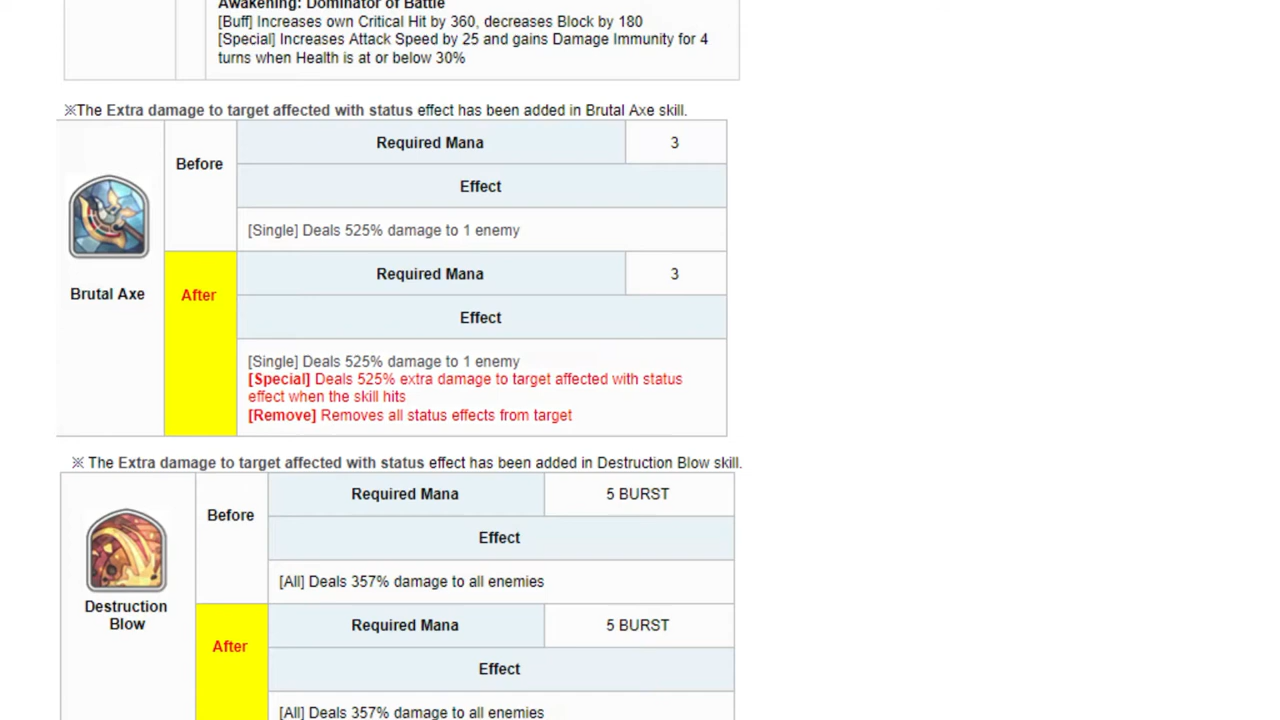 Awakening: Dominator of Battle
[Buff] Increases own Critical Hit by 360, decreases Block by 180
[Special] Increases Attack Speed by 25 and gains Damage Immunity for 4
turns when Health is at or below 30%
※The Extra damage to target affected with status effect has been added in Brutal Axe skill.
Brutal Axe
Before
Required Mana 3
Effect
[Single] Deals 525% damage to 1 enemy
After
Required Mana 3
Effect
[Single] Deals 525% damage to 1 enemy
[Special] Deals 525% extra damage to target affected with status
effect when the skill hits
[Remove] Removes all status effects from target
※ The Extra damage to target affected with status effect has been added in Destruction Blow skill.
Destruction
Blow
Before
Required Mana 5 BURST
Effect
[All] Deals 357% damage to all enemies
After
Required Mana 5 BURST
Effect
[All] Deals 357% damage to all enemies